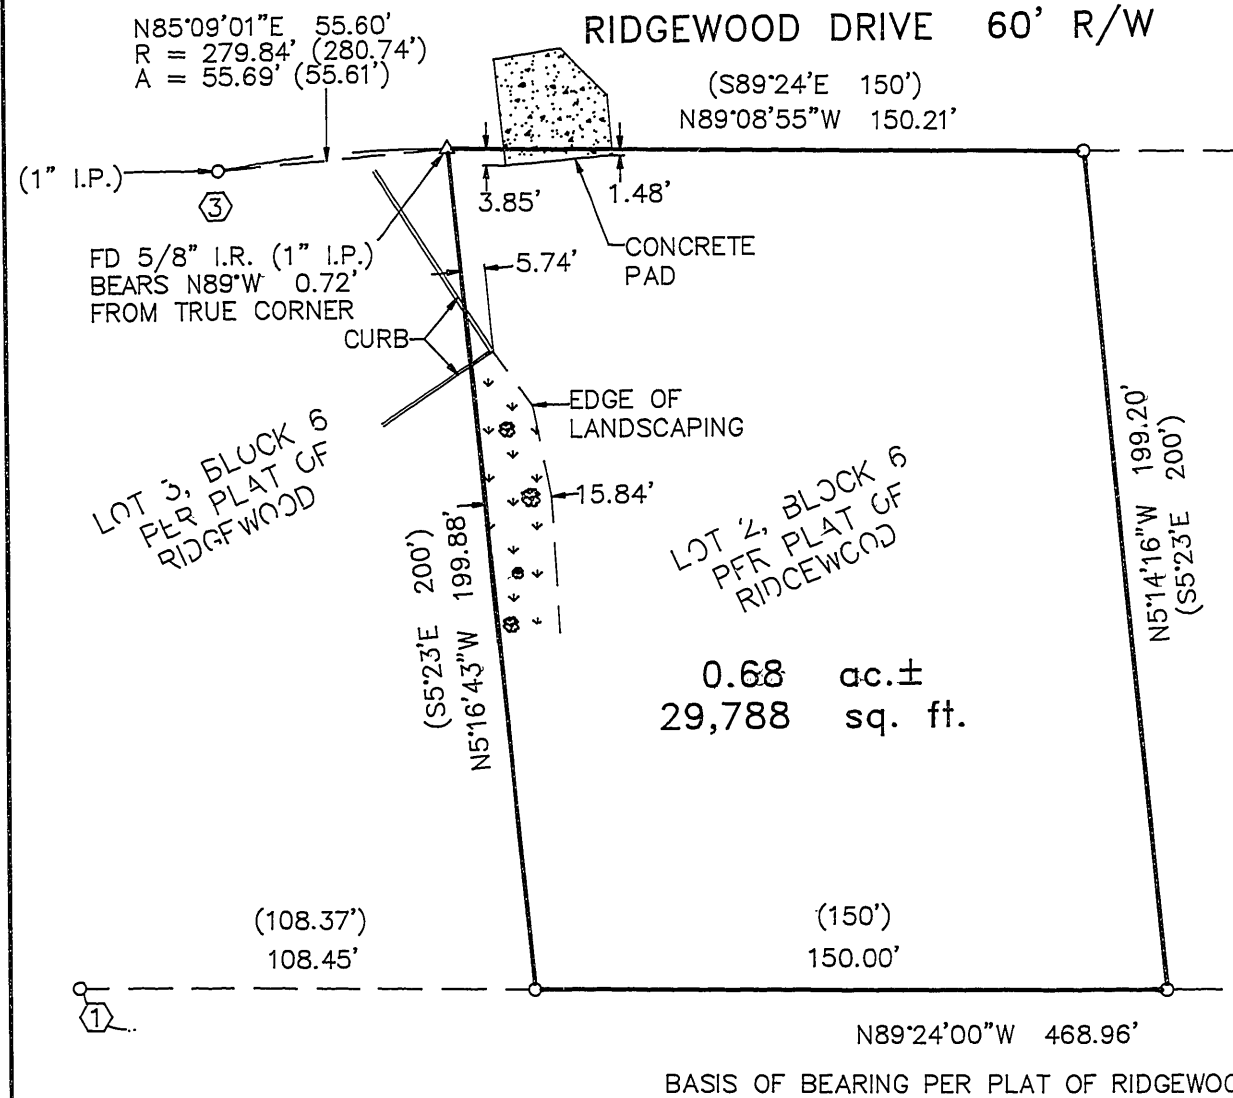 N85°09'01"E 55.60'
R = 279.84' (280.74')
A = 55.69' (55.61')
RIDGEWOOD DRIVE 60' R/W
(S89°24'E 150')
N89°08'55"W 150.21'
(1" I.P.)
3
3.85'
1.48'
FD 5/8" I.R. (1" I.P.)
BEARS N89°W 0.72'
FROM TRUE CORNER
5.74'
CONCRETE
PAD
CURB
EDGE OF
LANDSCAPING
15.84'
LOT 3, BLOCK 6
PER PLAT OF
RIDGEWOOD
LOT 2, BLOCK 6
PER PLAT OF
RIDGEWOOD
(S5°23'E 200')
N5°16'43"W 199.88'
N5°14'16"W 199.20'
(S5°23'E 200')
0.68 ac.±
29,788 sq. ft.
(108.37')
108.45'
(150')
150.00'
1
N89°24'00"W 468.96'
BASIS OF BEARING PER PLAT OF RIDGEWOO